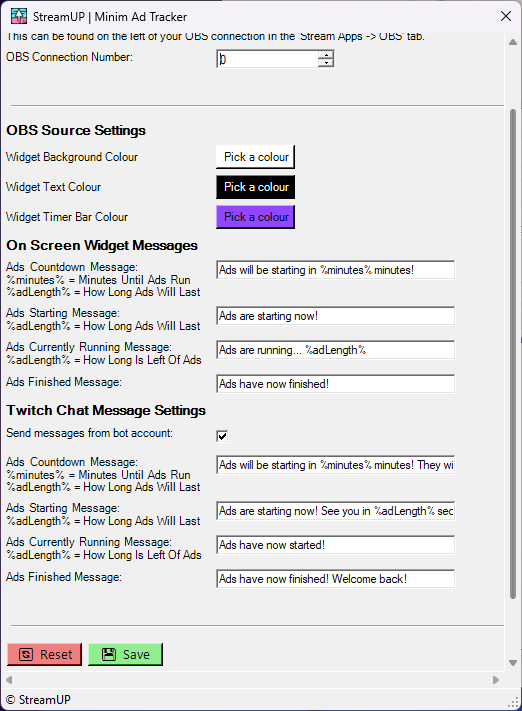 StreamUP | Minim Ad Tracker
This can be found on the left of your OBS connection in the 'Stream Apps -> OBS' tab.
OBS Connection Number:
0
OBS Source Settings
Widget Background Colour
Pick a colour
Widget Text Colour
Pick a colour
Widget Timer Bar Colour
Pick a colour
On Screen Widget Messages
Ads Countdown Message:
%minutes% = Minutes Until Ads Run
%adLength% = How Long Ads Will Last
Ads will be starting in %minutes% minutes!
Ads Starting Message:
%adLength% = How Long Ads Will Last
Ads are starting now!
Ads Currently Running Message:
%adLength% = How Long Is Left Of Ads
Ads are running... %adLength%
Ads Finished Message:
Ads have now finished!
Twitch Chat Message Settings
Send messages from bot account:
Ads Countdown Message:
%minutes% = Minutes Until Ads Run
%adLength% = How Long Ads Will Last
Ads will be starting in %minutes% minutes! They wi
Ads Starting Message:
%adLength% = How Long Ads Will Last
Ads are starting now! See you in %adLength% sec
Ads Currently Running Message:
%adLength% = How Long Is Left Of Ads
Ads have now started!
Ads Finished Message:
Ads have now finished! Welcome back!
Reset
Save
© StreamUP